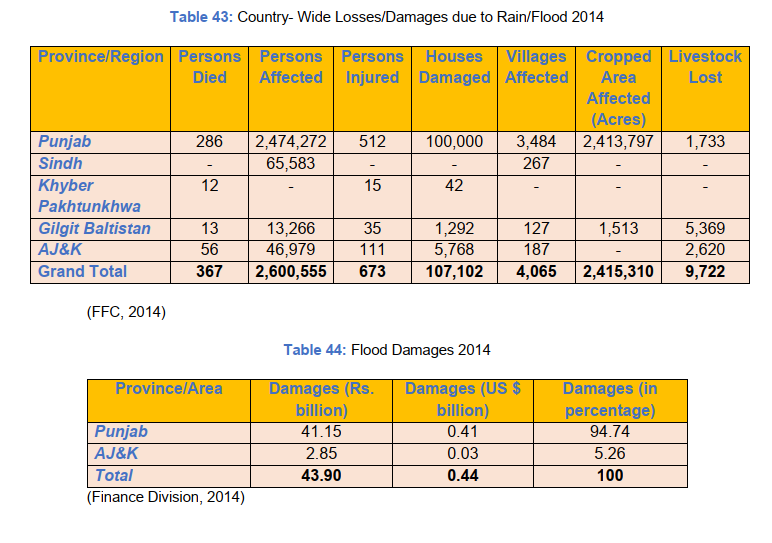 Table 43: Country- Wide Losses/Damages due to Rain/Flood 2014
Province/Region Persons Died Persons Affected Persons Injured Houses Damaged Villages Affected Cropped Area Affected (Acres) Livestock Lost
Punjab 286 2,474,272 512 100,000 3,484 2,413,797 1,733
Sindh - 65,583 - - 267 - -
Khyber Pakhtunkhwa 12 - 15 42 - - -
Gilgit Baltistan 13 13,266 35 1,292 127 1,513 5,369
AJ&K 56 46,979 111 5,768 187 - 2,620
Grand Total 367 2,600,555 673 107,102 4,065 2,415,310 9,722
(FFC, 2014)
Table 44: Flood Damages 2014
Province/Area Damages (Rs. billion) Damages (US $ billion) Damages (in percentage)
Punjab 41.15 0.41 94.74
AJ&K 2.85 0.03 5.26
Total 43.90 0.44 100
(Finance Division, 2014)